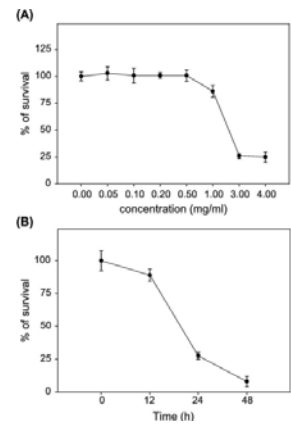 (A)
% of survival
125
100
75
50
25
0
0.00 0.05 0.10 0.20 0.50 1.00 3.00 4.00
concentration (mg/ml)
(B)
% of survival
100
75
50
25
0
0 12 24 48
Time (h)